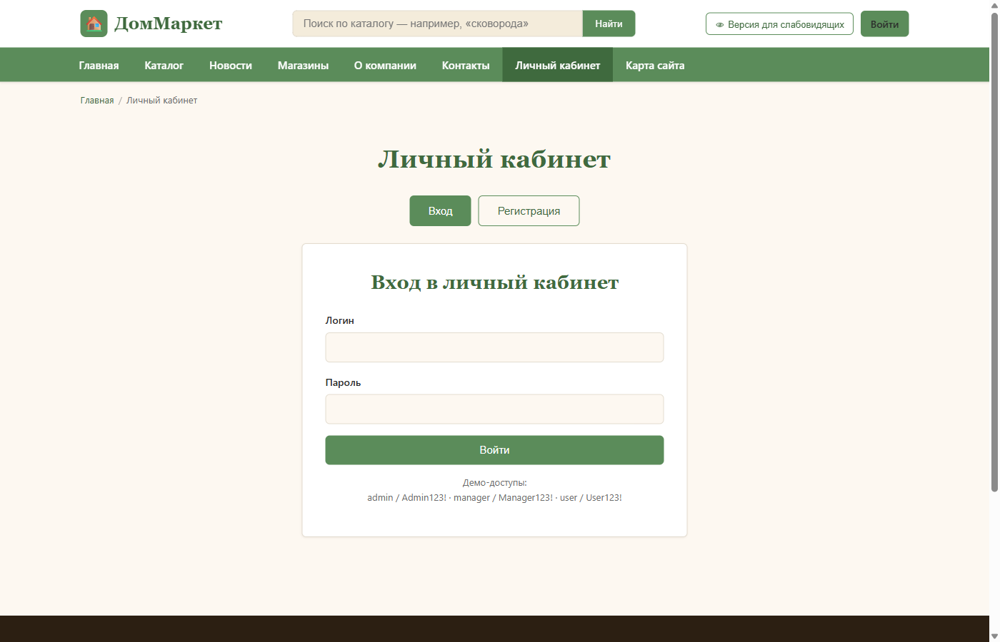 ДомМаркет
Поиск по каталогу — например, «сковорода»
Найти
Версия для слабовидящих
Войти
Главная
Каталог
Новости
Магазины
О компании
Контакты
Личный кабинет
Карта сайта
Главная / Личный кабинет
Личный кабинет
Вход
Регистрация
Вход в личный кабинет
Логин
Пароль
Войти
Демо-доступы:
admin / Admin123! · manager / Manager123! · user / User123!